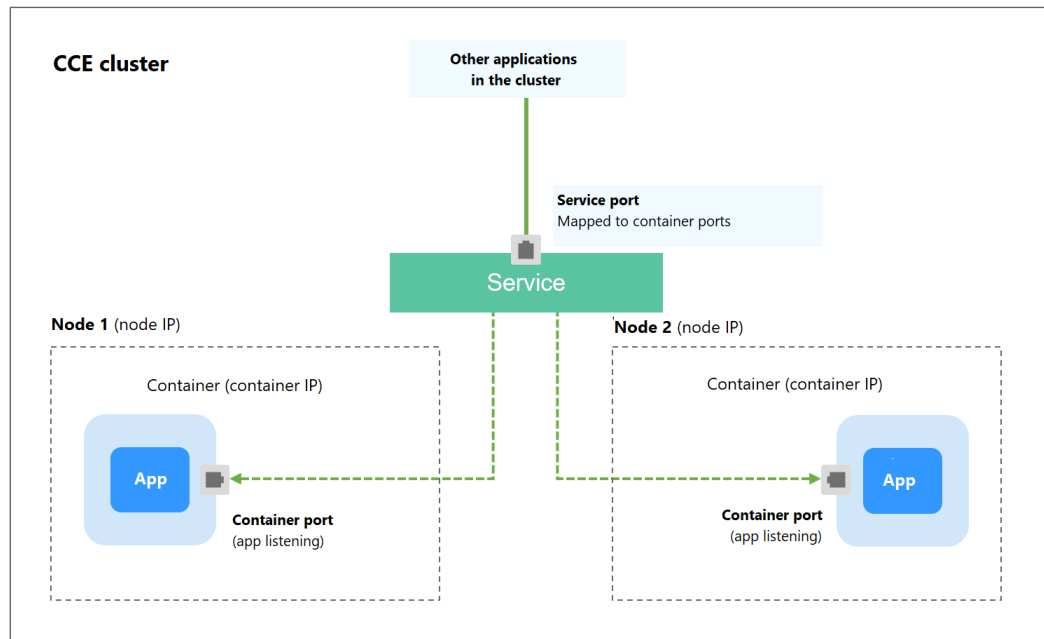 CCE cluster
Other applications
in the cluster
Service port
Mapped to container ports
Service
Node 1 (node IP)
Node 2 (node IP)
Container (container IP)
Container (container IP)
App
App
Container port
(app listening)
Container port
(app listening)